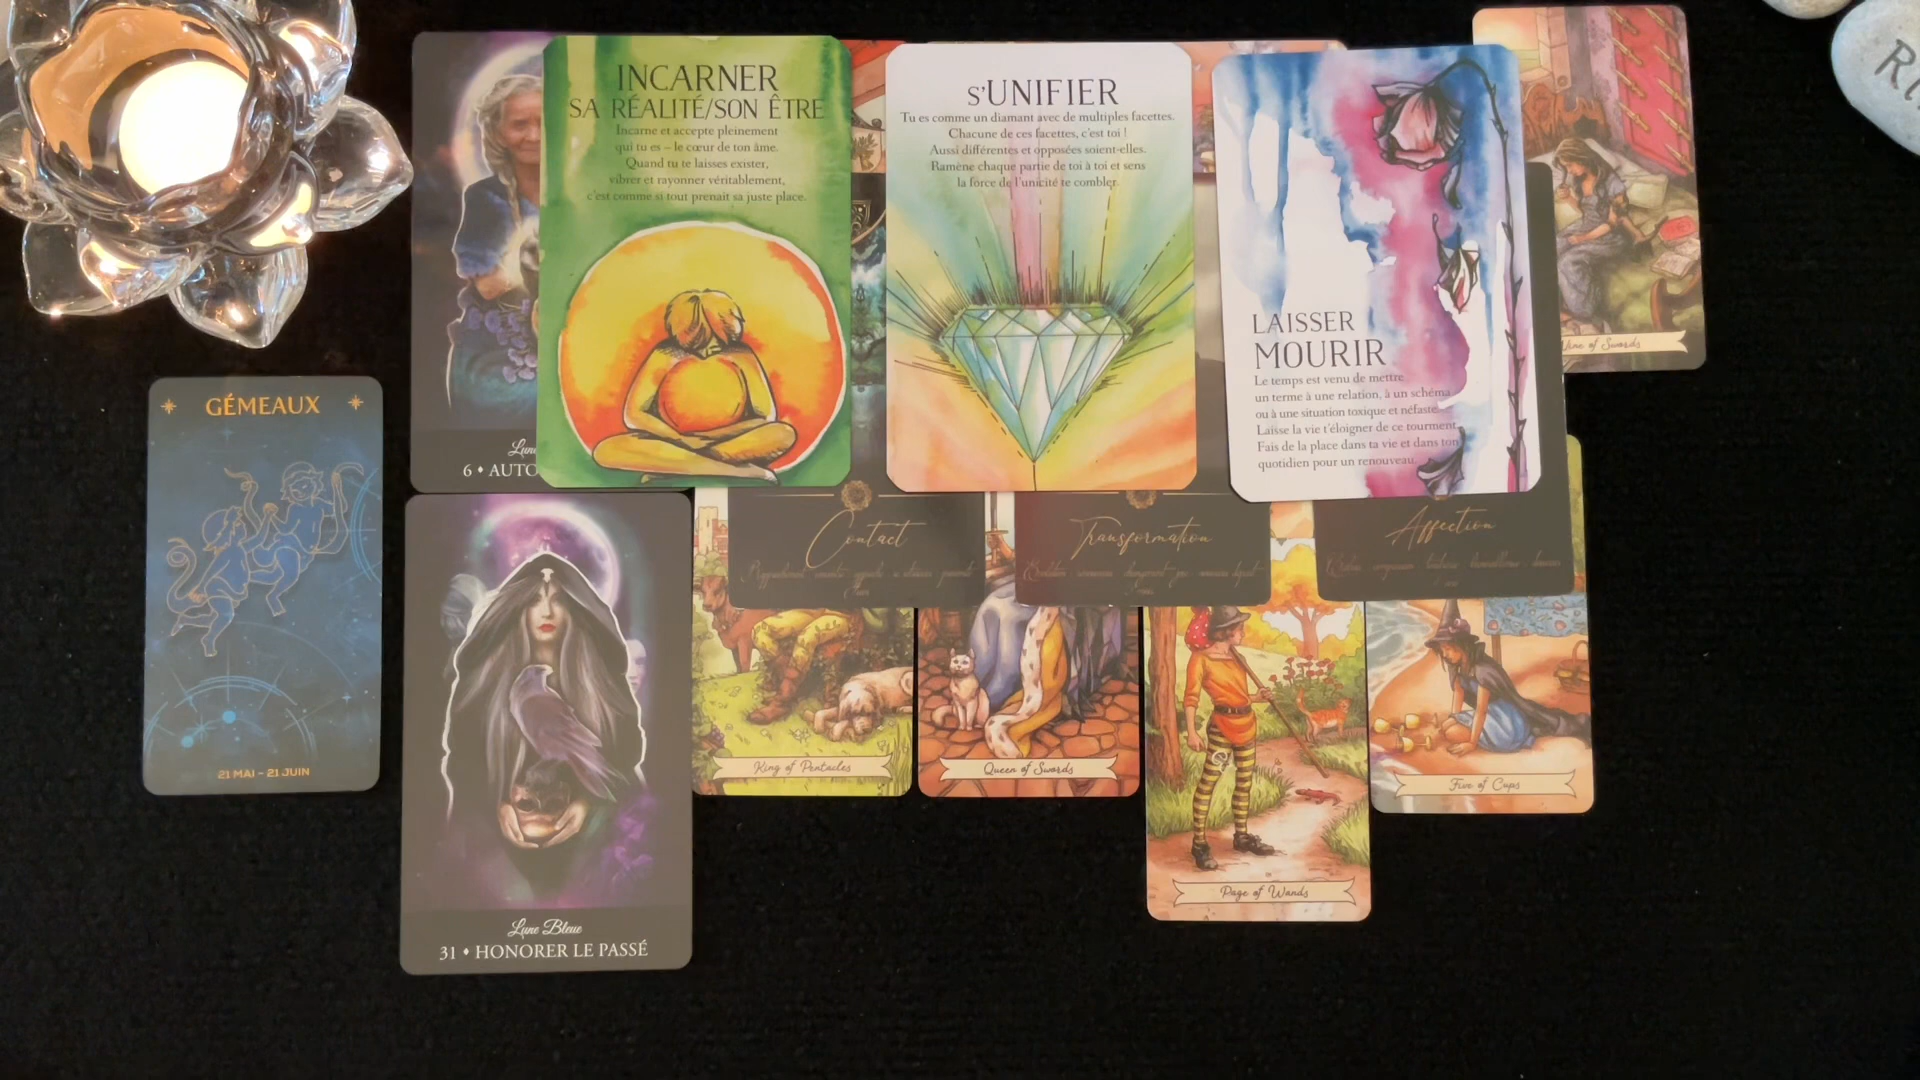 GÉMEAUX
21 MAI – 21 JUIN
6 • AUTO
31 • HONORER LE PASSÉ
Lune Bleue
INCARNER
SA RÉALITÉ/SON ÊTRE
Incarne et accepte pleinement
qui tu es – le cœur de ton âme.
Quand tu te laisses exister,
vibrer et rayonner véritablement,
c'est comme si tout prenait sa juste place.
S'UNIFIER
Tu es comme un diamant avec de multiples facettes.
Chacune de ces facettes, c'est toi !
Aussi différentes et opposées soient-elles.
Ramène chaque partie de toi à toi et sens
la force de l'unicité te combler.
LAISSER
MOURIR
Le temps est venu de mettre
un terme à une relation, à un schéma
ou à une situation toxique et néfaste.
Laisse la vie t'éloigner de ce tourment.
Fais de la place dans ta vie et dans ton
quotidien pour un renouveau.
Contact
Transformation
Affection
King of Pentacles
Queen of Swords
Page of Wands
Five of Cups
Nine of Swords